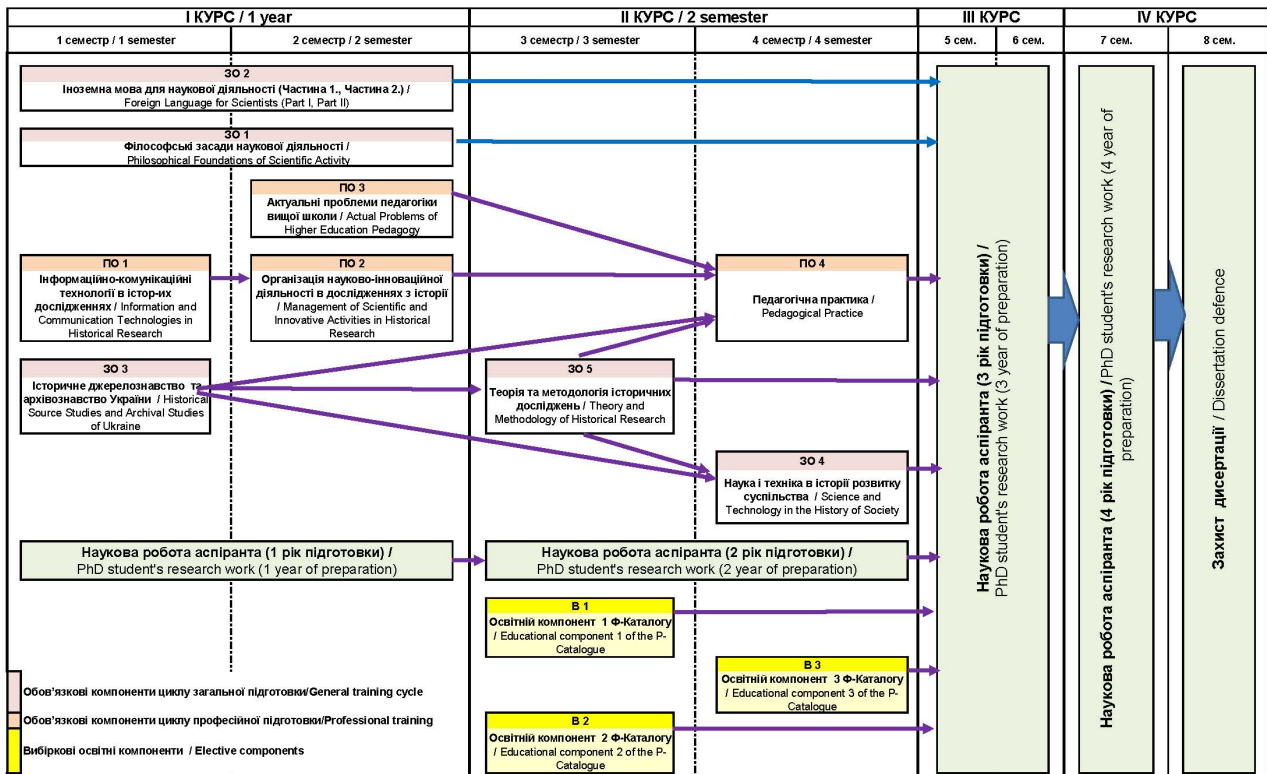 І КУРС / 1 year
ІІ КУРС / 2 semester
ІІІ КУРС
IV КУРС
1 семестр / 1 semester
2 семестр / 2 semester
3 семестр / 3 semester
4 семестр / 4 semester
5 сем.
6 сем.
7 сем.
8 сем.
ЗО 2
Іноземна мова для наукової діяльності (Частина 1., Частина 2.) /
Foreign Language for Scientists (Part I, Part II)
ЗО 1
Філософські засади наукової діяльності /
Philosophical Foundations of Scientific Activity
ПО 3
Актуальні проблеми педагогіки
вищої школи / Actual Problems of
Higher Education Pedagogy
ПО 1
Інформаційно-комунікаційні
технології в істор-их
дослідженнях / Information and
Communication Technologies in
Historical Research
ПО 2
Організація науково-інноваційної
діяльності в дослідженнях з історії
/ Management of Scientific and
Innovative Activities in Historical
Research
ПО 4
Педагогічна практика /
Pedagogical Practice
ЗО 3
Історичне джерелознавство та
архівознавство України / Historical
Source Studies and Archival Studies
of Ukraine
ЗО 5
Теорія та методологія історичних
досліджень / Theory and
Methodology of Historical Research
ЗО 4
Наука і техніка в історії розвитку
суспільства / Science and
Technology in the History of Society
Наукова робота аспіранта (1 рік підготовки) /
PhD student's research work (1 year of preparation)
Наукова робота аспіранта (2 рік підготовки) /
PhD student's research work (2 year of preparation)
В 1
Освітній компонент 1 Ф-Каталогу
/ Educational component 1 of the P-
Catalogue
В 3
Освітній компонент 3 Ф-Каталогу
/ Educational component 3 of the P-
Catalogue
В 2
Освітній компонент 2 Ф-Каталогу
/ Educational component 2 of the P-
Catalogue
Наукова робота аспіранта (3 рік підготовки) /
PhD student's research work (3 year of preparation)
Наукова робота аспіранта (4 рік підготовки) / PhD student's research work (4 year of
preparation)
Захист дисертації / Dissertation defence
Обов'язкові компоненти циклу загальної підготовки/General training cycle
Обов'язкові компоненти циклу професійної підготовки/Professional training
Вибіркові освітні компоненти / Elective components